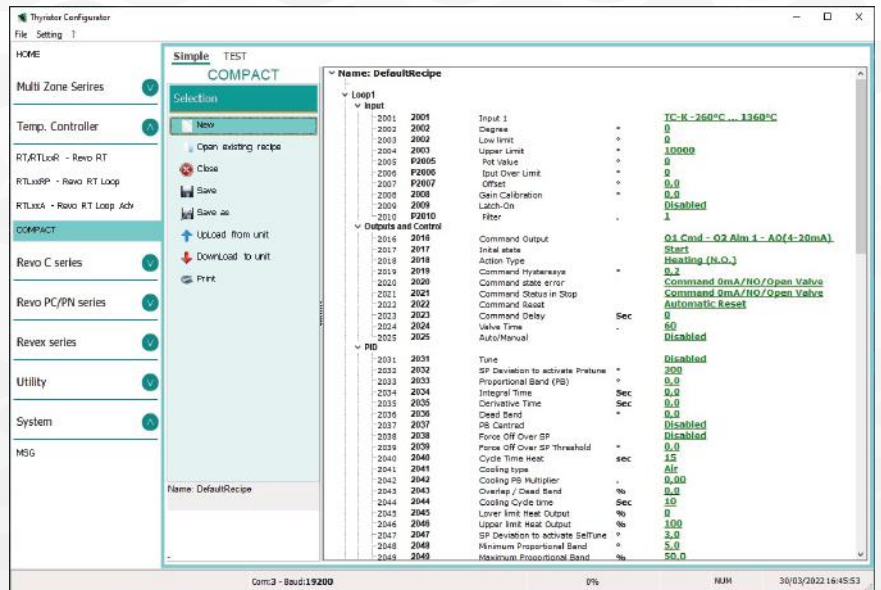 Thyristor Configurator
File Setting ?
HOME
Multi Zone Serires
Temp. Controller
RT/RTLxxR - Revo RT
RTLxxRP - Revo RT Loop
RTLxxA - Revo RT Loop Adv
COMPACT
Revo C series
Revo PC/PN series
Revex series
Utility
System
MSG
Simple TEST
COMPACT
Selection
New
Open existing recipe
Close
Save
Save as
UpLoad from unit
DownLoad to unit
Print
Name: DefaultRecipe
-
Name: DefaultRecipe
Loop1
Input
2001 2001 Input 1 TC-K -260°C ... 1360°C
2002 2002 Degree ° 0
2003 2002 Low limit ° 0
2004 2003 Upper Limit ° 10000
2005 P2005 Pot Value ° 0
2006 P2006 Iput Over Limit ° 0
2007 P2007 Offset ° 0,0
2008 2008 Gain Calibration ° 0,0
2009 2009 Latch-On Disabled
2010 P2010 Filter . 1
Outputs and Control
2016 2016 Command Output O1 Cmd - O2 Alm 1 - AO(4-20mA)
2017 2017 Inital state Start
2018 2018 Action Type Heating (N.O.)
2019 2019 Command Hysteresys ° 0,2
2020 2020 Command state error Command 0mA/NO/Open Valve
2021 2021 Command Status in Stop Command 0mA/NO/Open Valve
2022 2022 Command Reset Automatic Reset
2023 2023 Command Delay Sec 0
2024 2024 Valve Time . 60
2025 2025 Auto/Manual Disabled
PID
2031 2031 Tune Disabled
2032 2032 SP Deviation to activate Pretune ° 300
2033 2033 Proportional Band (PB) ° 0,0
2034 2034 Integral Time Sec 0,0
2035 2035 Derivative Time Sec 0,0
2036 2036 Dead Band ° 0,0
2037 2037 PB Centred Disabled
2038 2038 Force Off Over SP Disabled
2039 2039 Force Off Over SP Threshold ° 0,0
2040 2040 Cycle Time Heat sec 15
2041 2041 Cooling type Air
2042 2042 Cooling PB Multiplier . 0,00
2043 2043 Overlap / Dead Band % 0,0
2044 2044 Cooling Cycle time Sec 10
2045 2045 Lover limit Heat Output % 0
2046 2046 Upper limit Heat Output % 100
2047 2047 SP Deviation to activate SelTune ° 3,0
2048 2048 Minimum Proportional Band ° 5,0
2049 2049 Maximum Proportional Band % 50,0
Com:3 - Baud:19200 0% NUM 30/03/2022 16:45:53